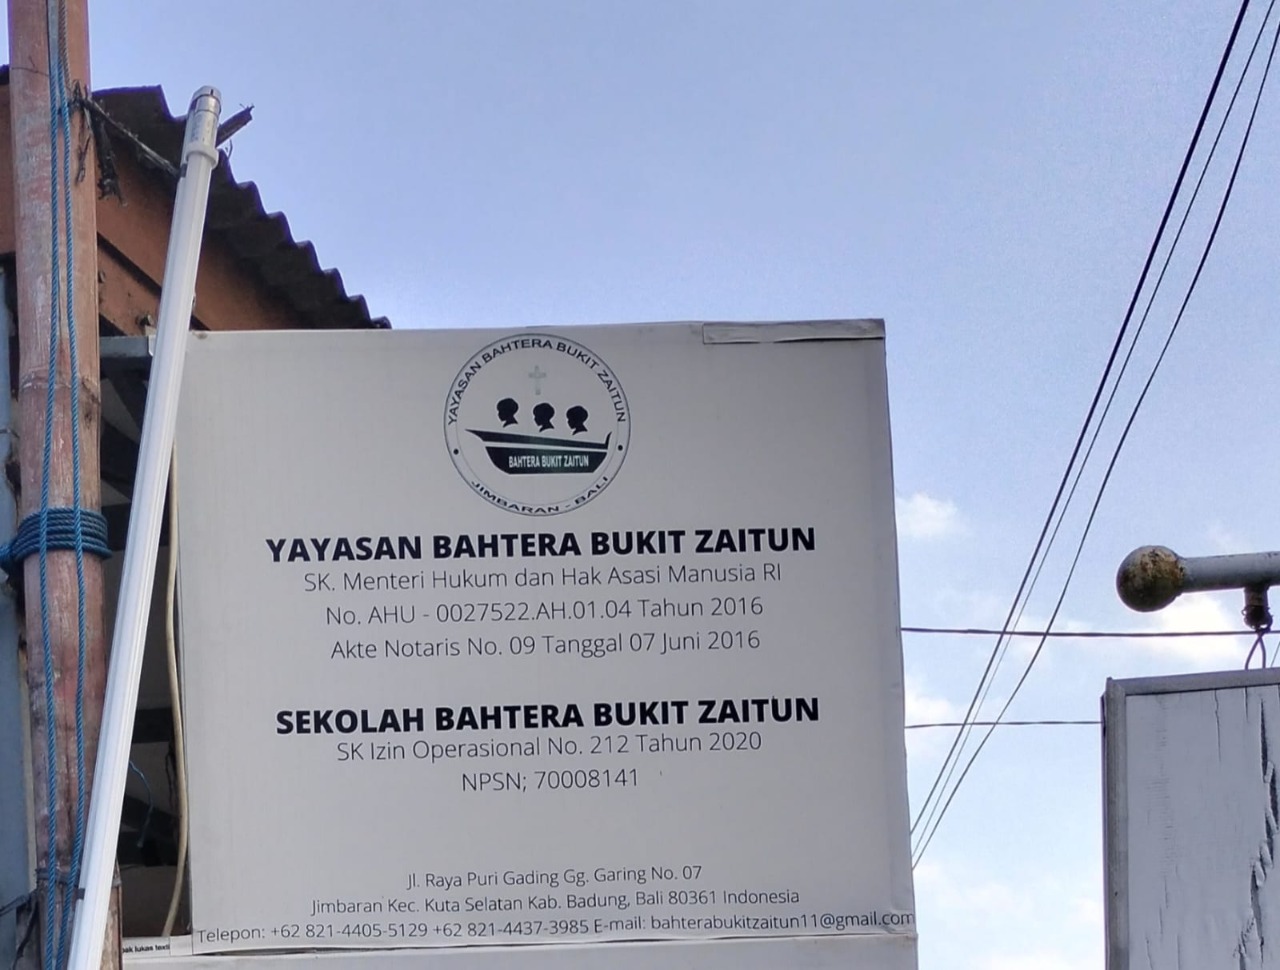 YAYASAN BAHTERA BUKIT ZAITUN
BAHTERA BUKIT ZAITUN
JIMBARAN - BALI
YAYASAN BAHTERA BUKIT ZAITUN
SK. Menteri Hukum dan Hak Asasi Manusia RI
No. AHU - 0027522.AH.01.04 Tahun 2016
Akte Notaris No. 09 Tanggal 07 Juni 2016
SEKOLAH BAHTERA BUKIT ZAITUN
SK Izin Operasional No. 212 Tahun 2020
NPSN; 70008141
Jl. Raya Puri Gading Gg. Garing No. 07
Jimbaran Kec. Kuta Selatan Kab. Badung, Bali 80361 Indonesia
Telepon: +62 821-4405-5129 +62 821-4437-3985 E-mail: bahterabukitzaitun11@gmail.com